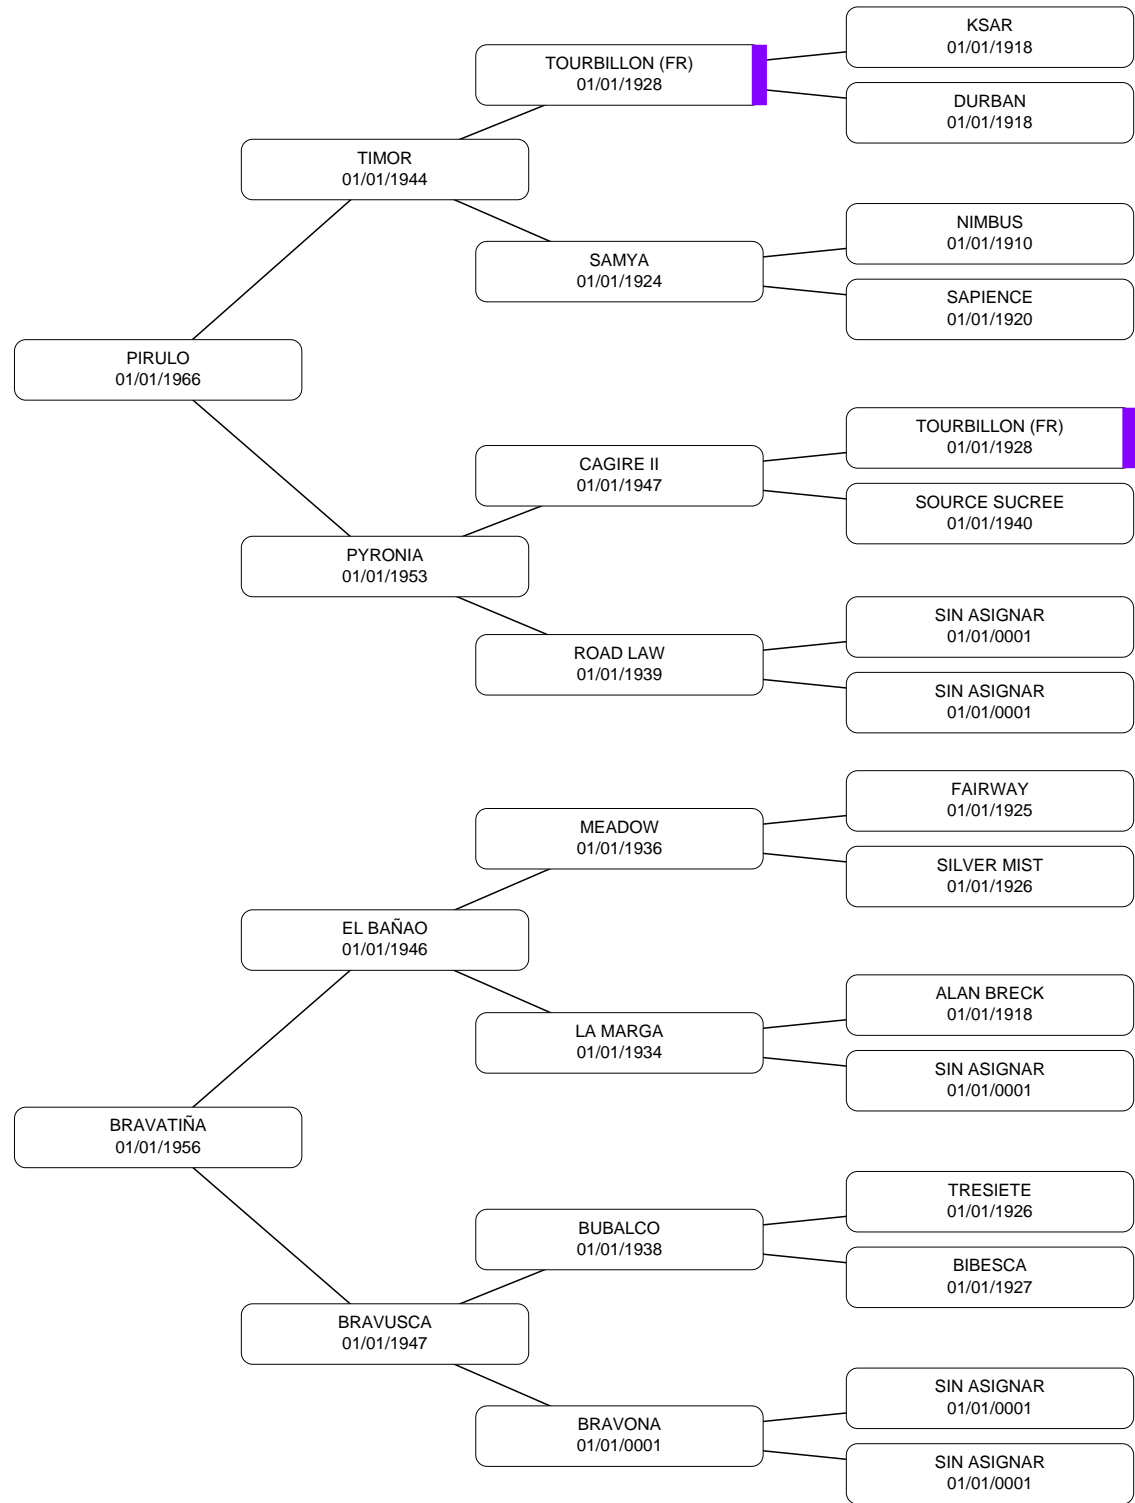 KSAR
01/01/1918
TOURBILLON (FR)
01/01/1928
DURBAN
01/01/1918
TIMOR
01/01/1944
NIMBUS
01/01/1910
SAMYA
01/01/1924
SAPIENCE
01/01/1920
PIRULO
01/01/1966
TOURBILLON (FR)
01/01/1928
CAGIRE II
01/01/1947
SOURCE SUCREE
01/01/1940
PYRONIA
01/01/1953
SIN ASIGNAR
01/01/0001
ROAD LAW
01/01/1939
SIN ASIGNAR
01/01/0001
FAIRWAY
01/01/1925
MEADOW
01/01/1936
SILVER MIST
01/01/1926
EL BAÑAO
01/01/1946
ALAN BRECK
01/01/1918
LA MARGA
01/01/1934
SIN ASIGNAR
01/01/0001
BRAVATIÑA
01/01/1956
TRESIETE
01/01/1926
BUBALCO
01/01/1938
BIBESCA
01/01/1927
BRAVUSCA
01/01/1947
SIN ASIGNAR
01/01/0001
BRAVONA
01/01/0001
SIN ASIGNAR
01/01/0001